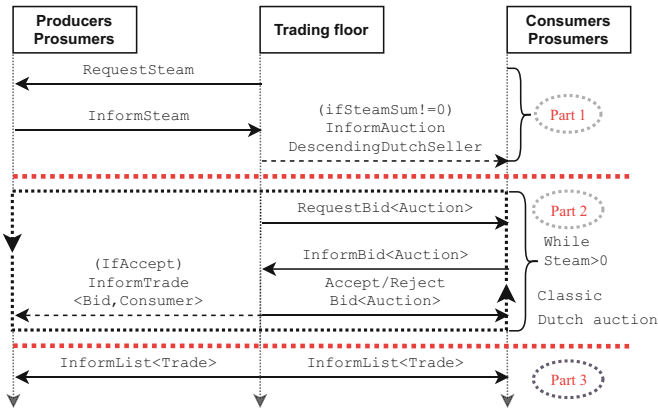 Producers
Prosumers
Trading floor
Consumers
Prosumers
RequestSteam
InformSteam
(ifSteamSum!=0)
InformAuction
DescendingDutchSeller
Part 1
RequestBid<Auction>
Part 2
InformBid<Auction>
While
Steam>0
(IfAccept)
InformTrade
<Bid,Consumer>
Accept/Reject
Bid<Auction>
Classic
Dutch auction
InformList<Trade>
InformList<Trade>
Part 3